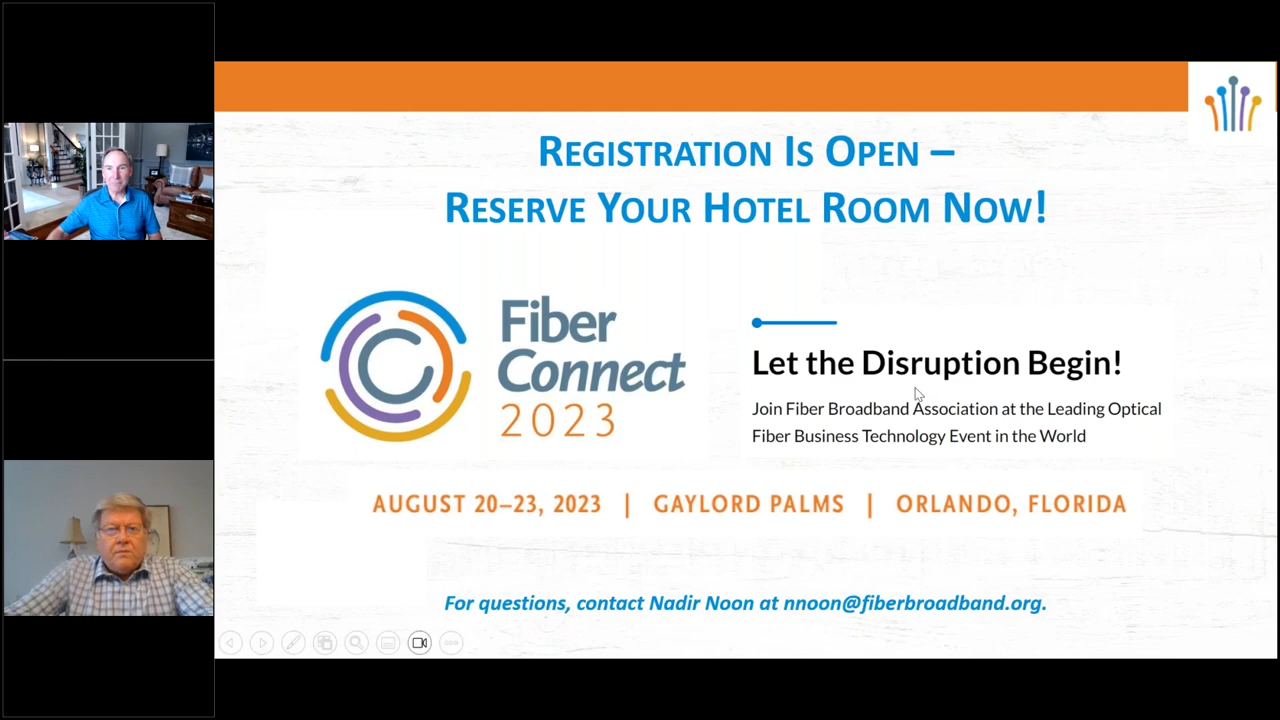 REGISTRATION IS OPEN –
RESERVE YOUR HOTEL ROOM NOW!
Fiber
Connect
2023
Let the Disruption Begin!
Join Fiber Broadband Association at the Leading Optical
Fiber Business Technology Event in the World
AUGUST 20–23, 2023 | GAYLORD PALMS | ORLANDO, FLORIDA
For questions, contact Nadir Noon at nnoon@fiberbroadband.org.